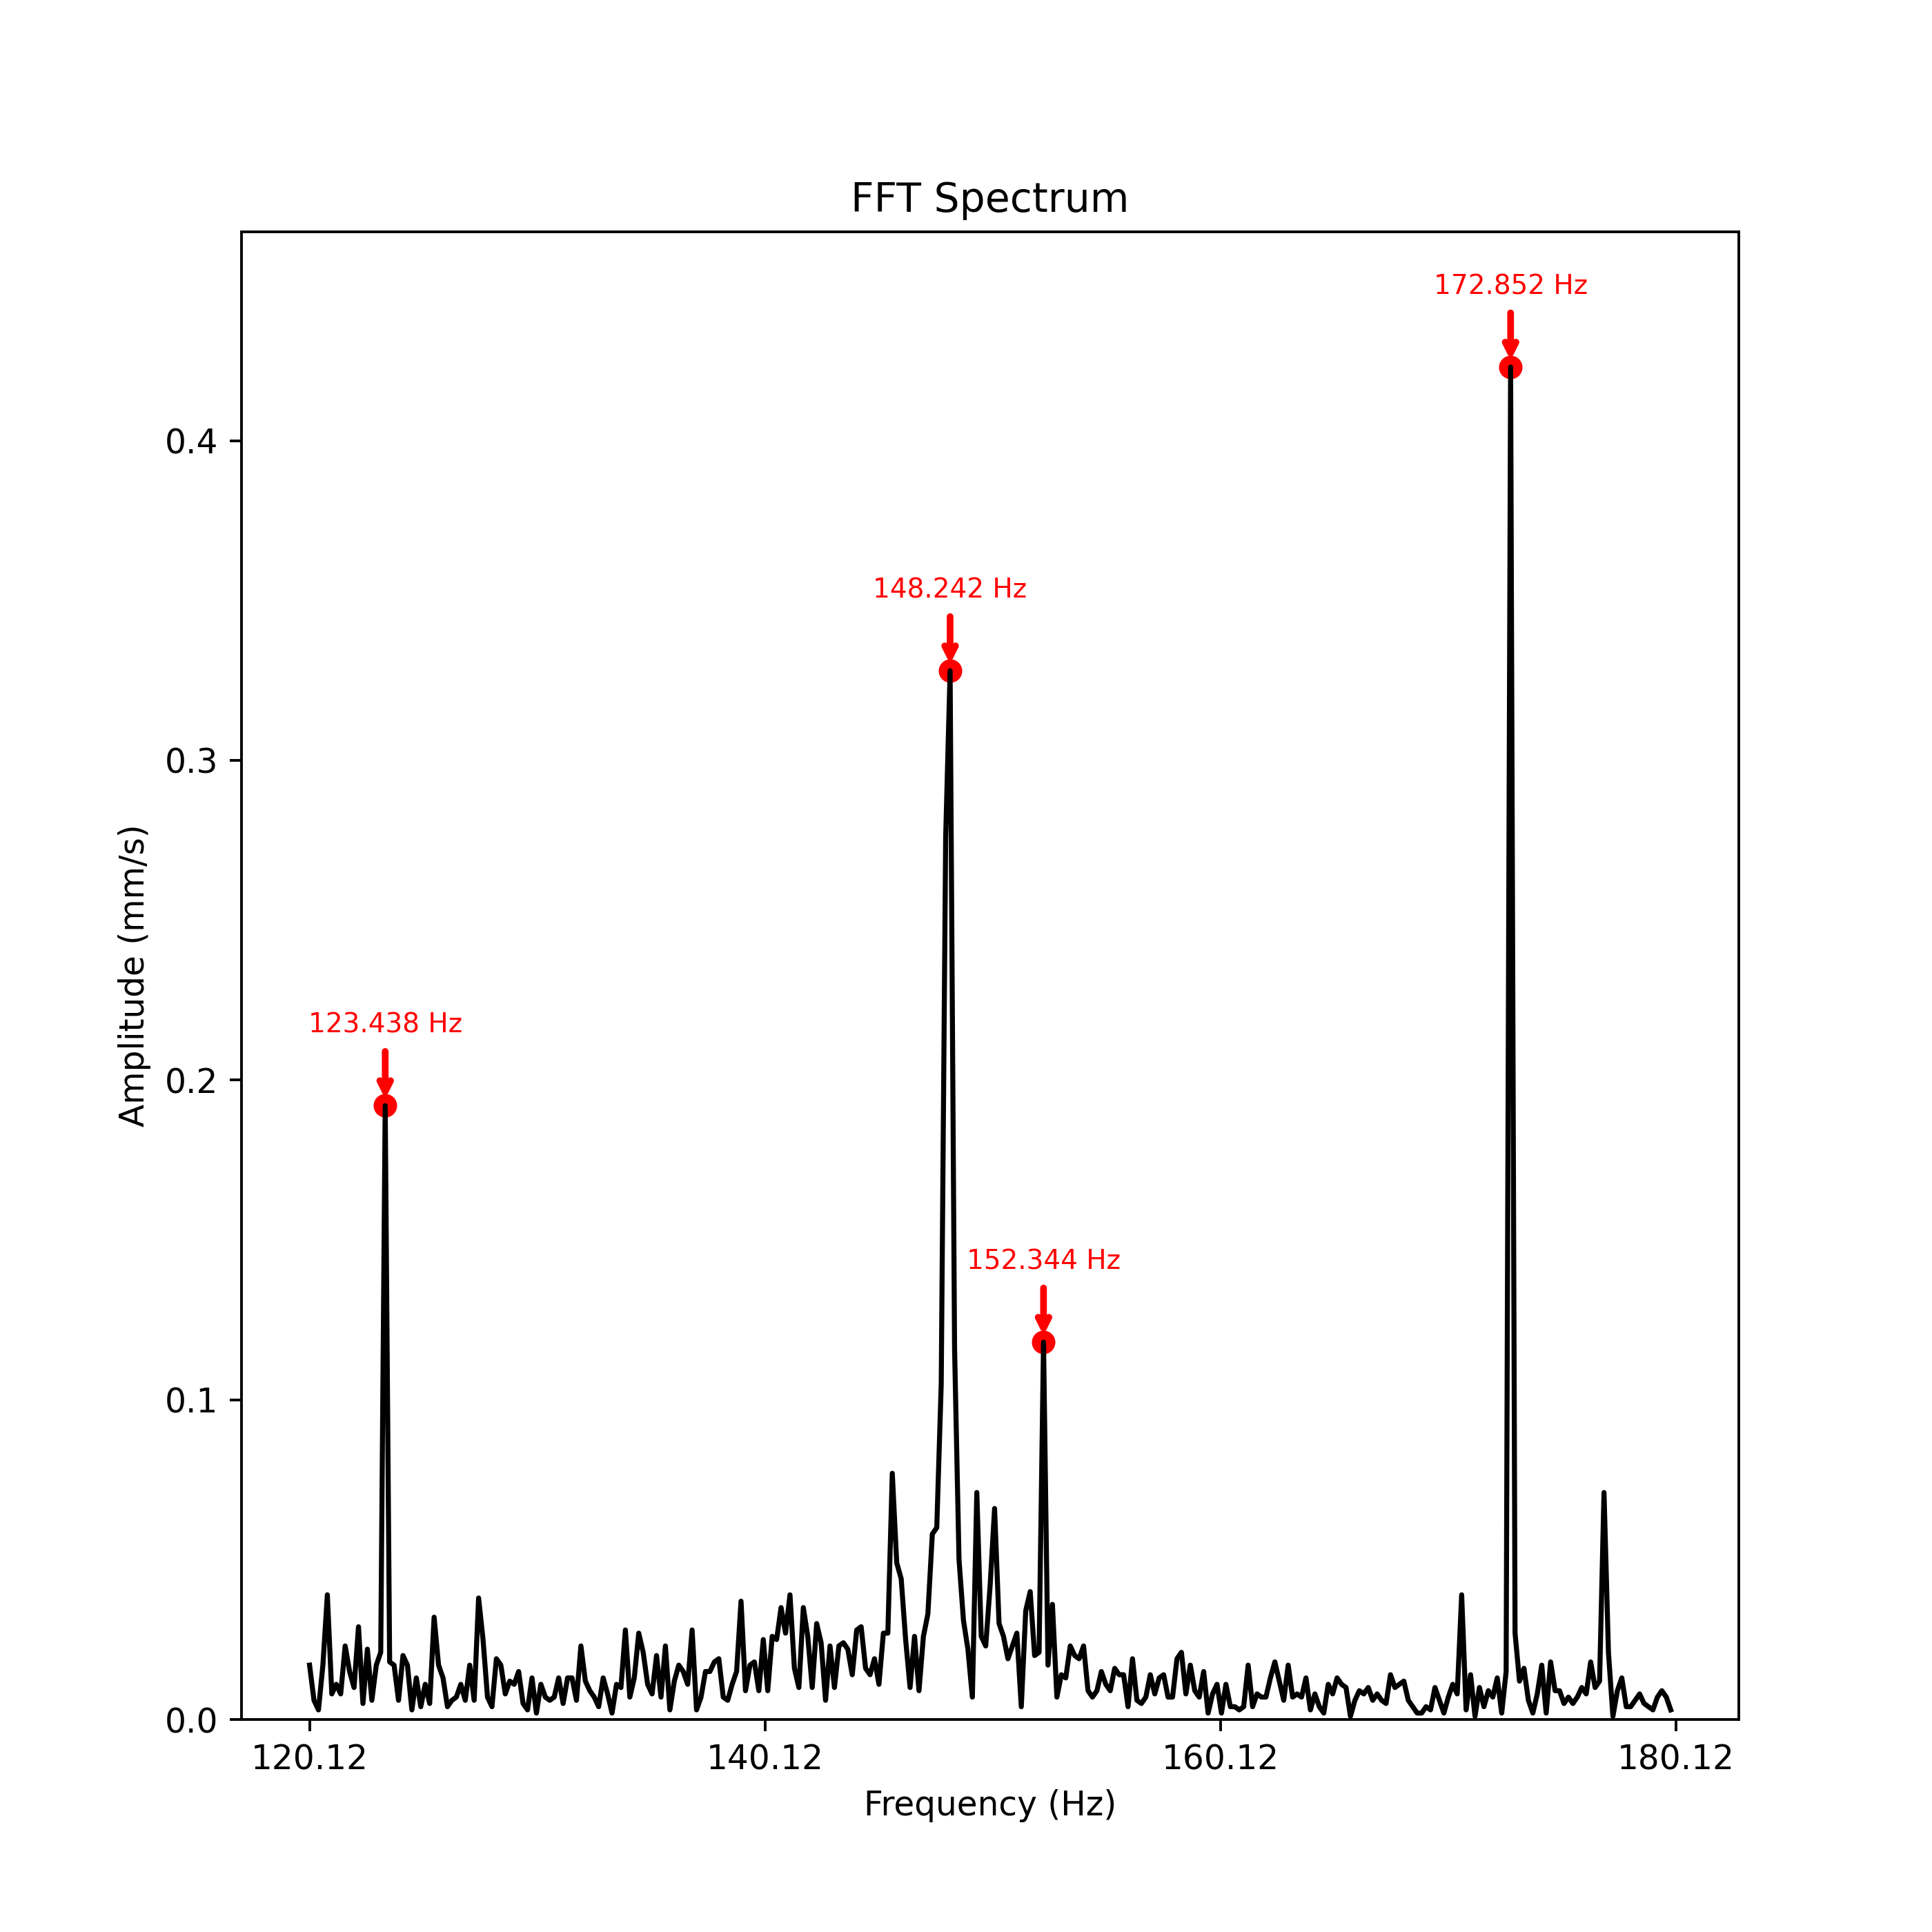 FFT Spectrum
172.852 Hz
148.242 Hz
123.438 Hz
152.344 Hz
Amplitude (mm/s)
0.4
0.3
0.2
0.1
0.0
120.12
140.12
160.12
180.12
Frequency (Hz)